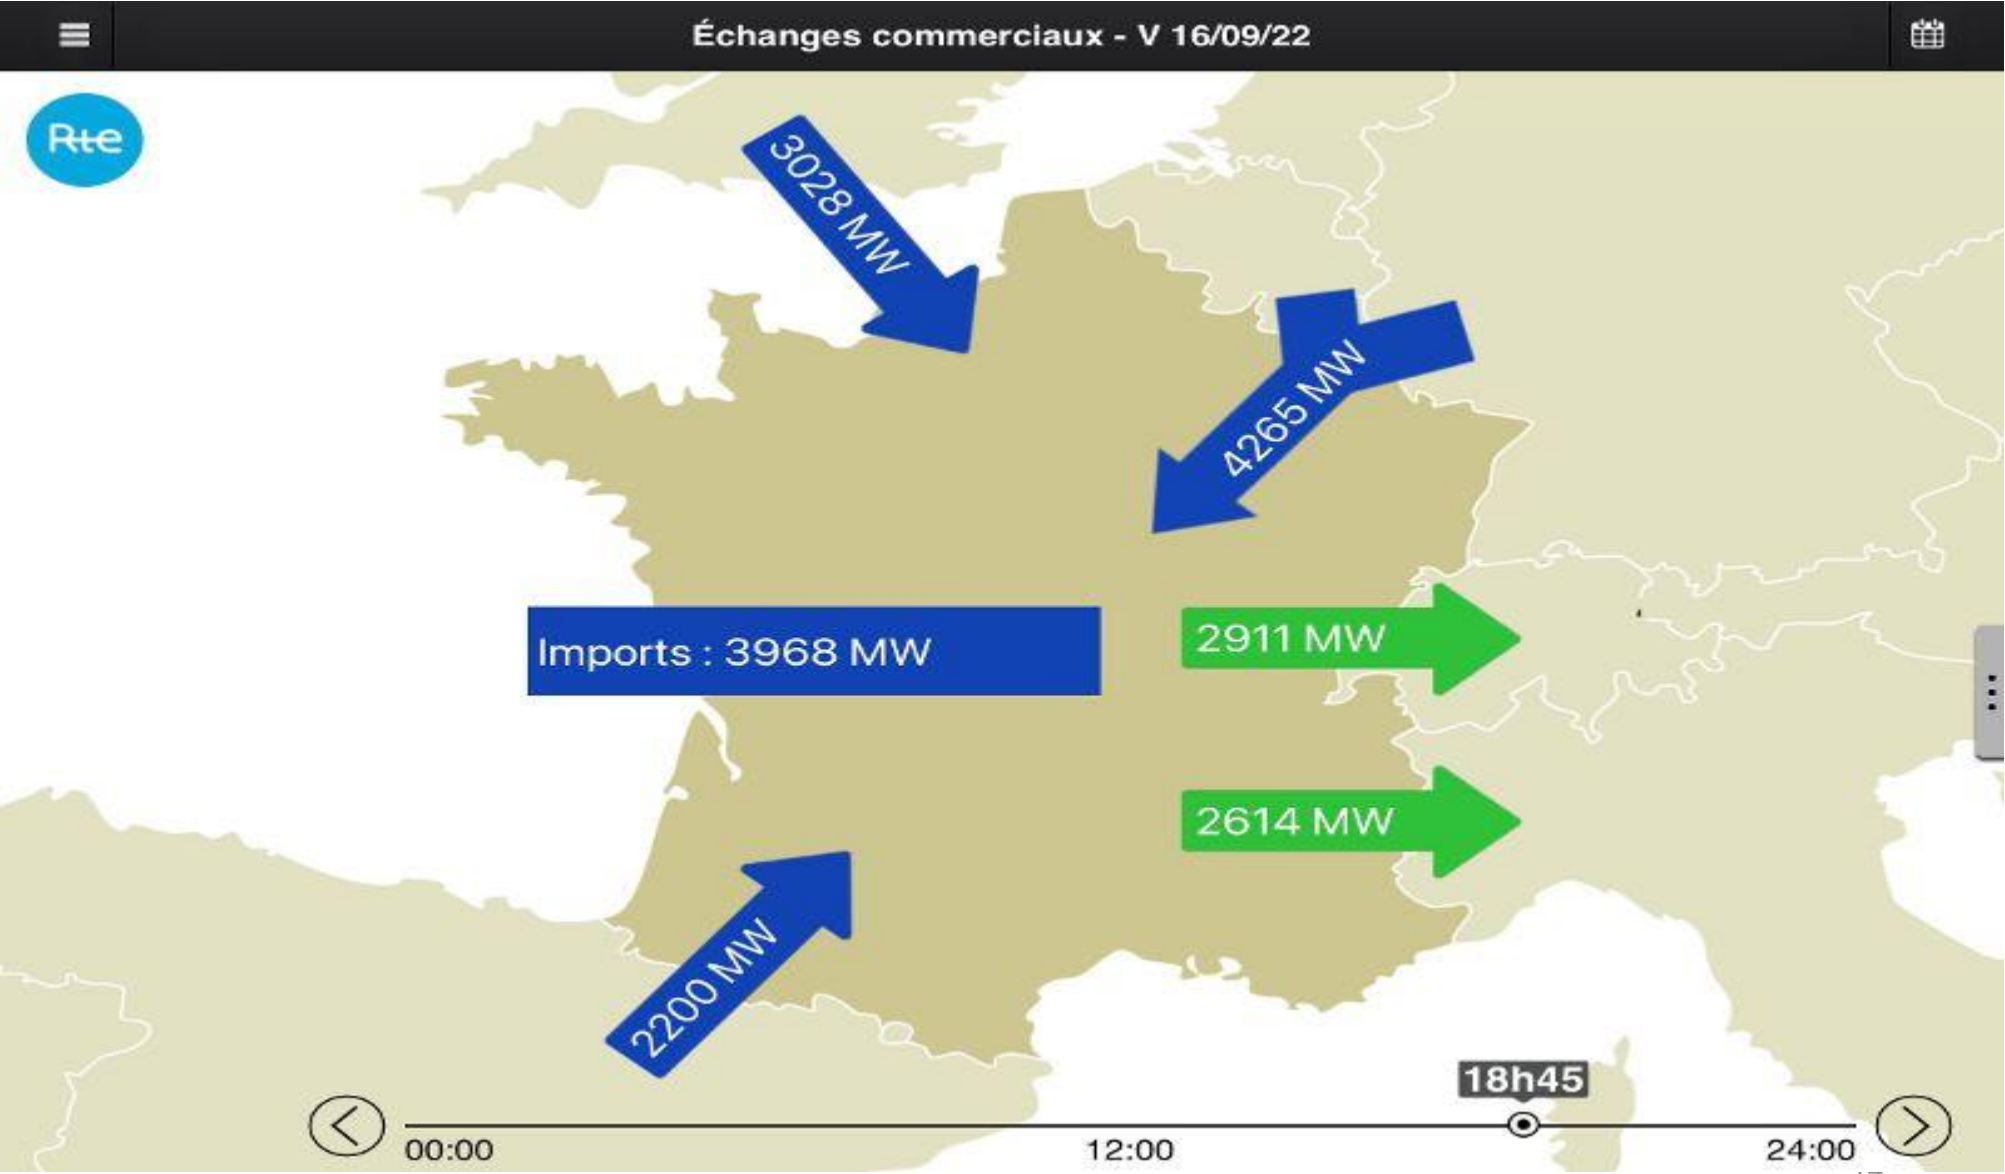 Échanges commerciaux - V 16/09/22
Rte
3028 MW
4265 MW
Imports : 3968 MW
2911 MW
2614 MW
2200 MW
18h45
00:00
12:00
24:00